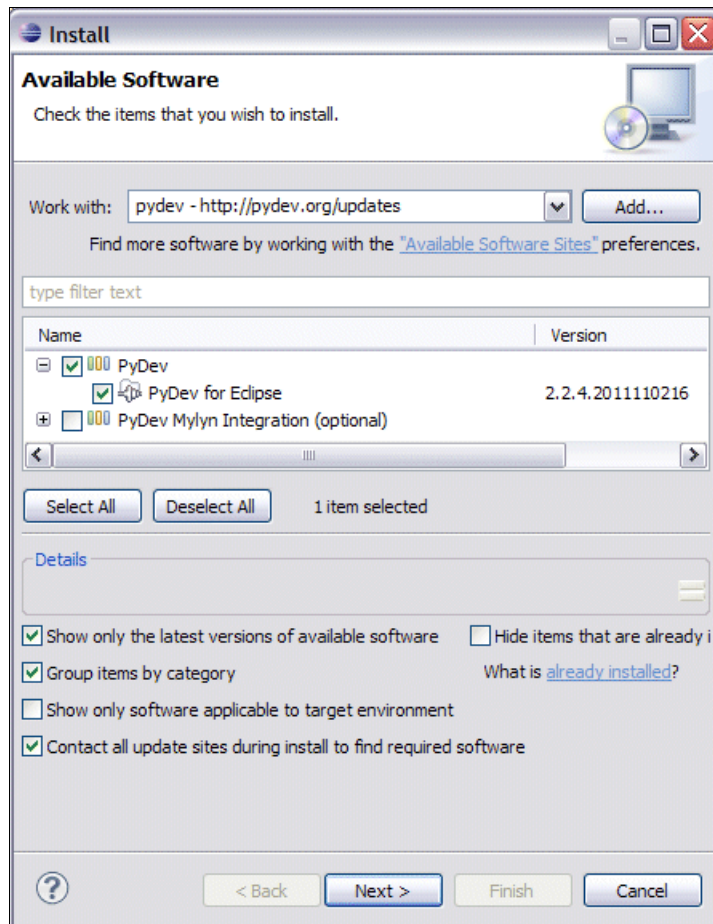 Install
Available Software
Check the items that you wish to install.
Work with: pydev - http://pydev.org/updates Add...
Find more software by working with the "Available Software Sites" preferences.
type filter text
Name Version
PyDev
PyDev for Eclipse 2.2.4.2011110216
PyDev Mylyn Integration (optional)
Select All Deselect All 1 item selected
Details
Show only the latest versions of available software Hide items that are already i
Group items by category What is already installed?
Show only software applicable to target environment
Contact all update sites during install to find required software
? < Back Next > Finish Cancel